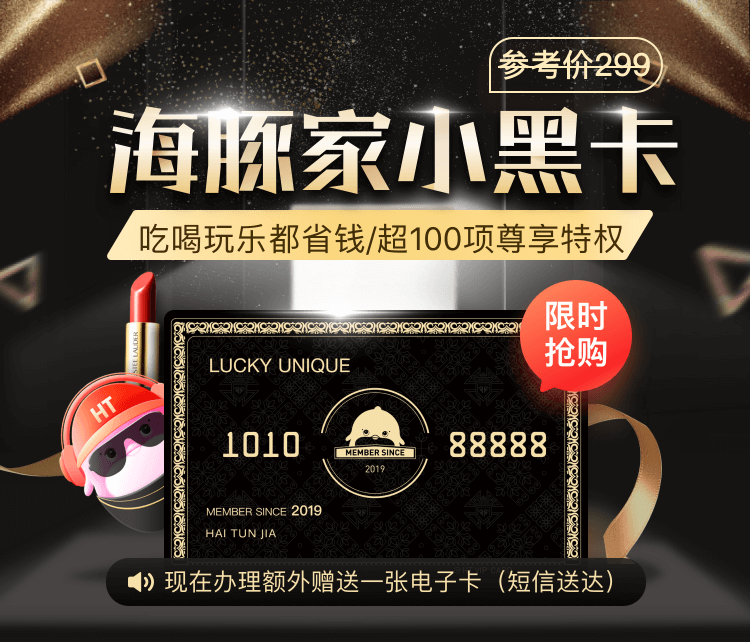 参考价299
海豚家小黑卡
吃喝玩乐都省钱/超100项尊享特权
限时
抢购
ESTEE LAUDER
HT
LUCKY UNIQUE
1010
88888
MEMBER SINCE
2019
MEMBER SINCE 2019
HAI TUN JIA
现在办理额外赠送一张电子卡（短信送达）